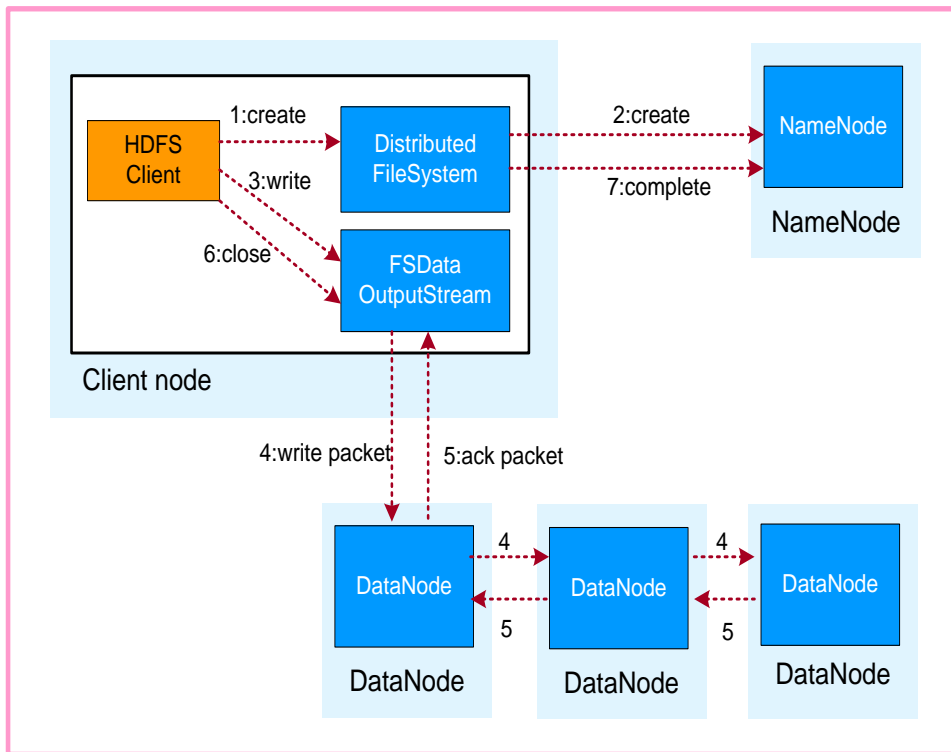 1:create
2:create
HDFS
Client
Distributed
FileSystem
NameNode
3:write
7:complete
NameNode
6:close
FSData
OutputStream
Client node
4:write packet
5:ack packet
4
4
DataNode
DataNode
DataNode
5
5
DataNode
DataNode
DataNode